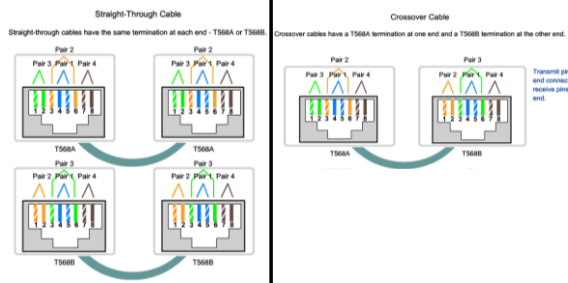 Straight-Through Cable
Straight-through cables have the same termination at each end - T568A or T568B.
Pair 2
Pair 3 Pair 1 Pair 4
1 2 3 4 5 6 7 8
T568A
Pair 2
Pair 3 Pair 1 Pair 4
1 2 3 4 5 6 7 8
T568A
Pair 3
Pair 2 Pair 1 Pair 4
1 2 3 4 5 6 7 8
T568B
Pair 3
Pair 2 Pair 1 Pair 4
1 2 3 4 5 6 7 8
T568B
Crossover Cable
Crossover cables have a T568A termination at one end and a T568B termination at the other end.
Pair 2
Pair 3 Pair 1 Pair 4
1 2 3 4 5 6 7 8
T568A
Pair 3
Pair 2 Pair 1 Pair 4
1 2 3 4 5 6 7 8
T568B
Transmit pin
end connec
receive pins
end.